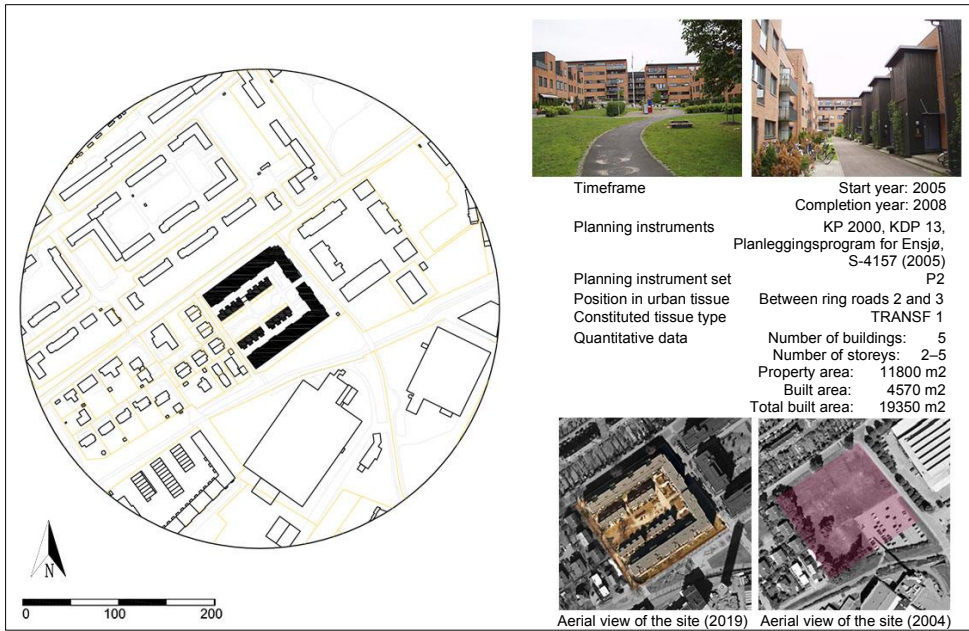 Timeframe Start year: 2005
Completion year: 2008
Planning instruments KP 2000, KDP 13,
Planleggingsprogram for Ensjø,
S-4157 (2005)
Planning instrument set P2
Position in urban tissue Between ring roads 2 and 3
Constituted tissue type TRANSF 1
Quantitative data Number of buildings: 5
Number of storeys: 2–5
Property area: 11800 m2
Built area: 4570 m2
Total built area: 19350 m2
N
0 100 200
Aerial view of the site (2019) Aerial view of the site (2004)